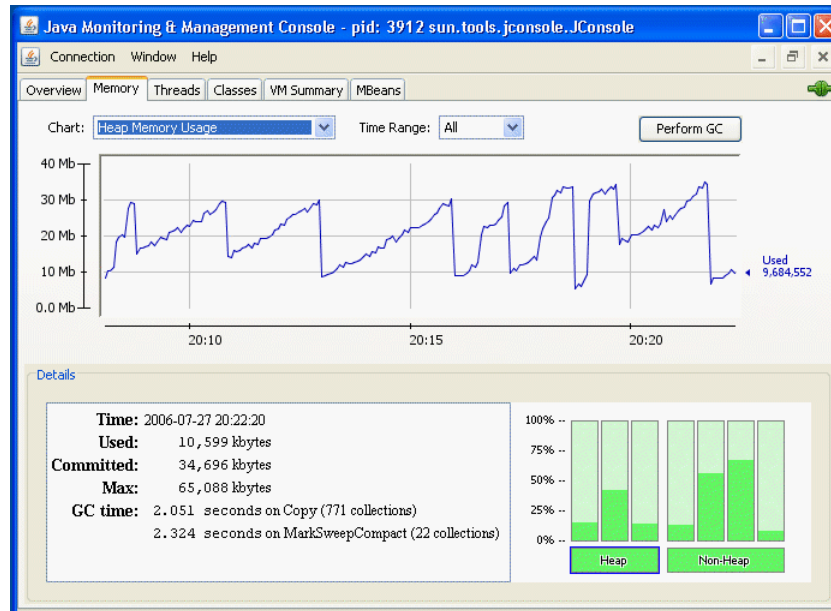 Java Monitoring & Management Console - pid: 3912 sun.tools.jconsole.JConsole
Connection Window Help
Overview Memory Threads Classes VM Summary MBeans
Chart: Heap Memory Usage Time Range: All Perform GC
40 Mb
30 Mb
20 Mb
10 Mb
0.0 Mb
Used
9,684,552
20:10 20:15 20:20
Details
Time: 2006-07-27 20:22:20
Used: 10,599 kbytes
Committed: 34,696 kbytes
Max: 65,088 kbytes
GC time: 2.051 seconds on Copy (771 collections)
2.324 seconds on MarkSweepCompact (22 collections)
100% --
75% --
50% --
25% --
0% --
Heap Non-Heap